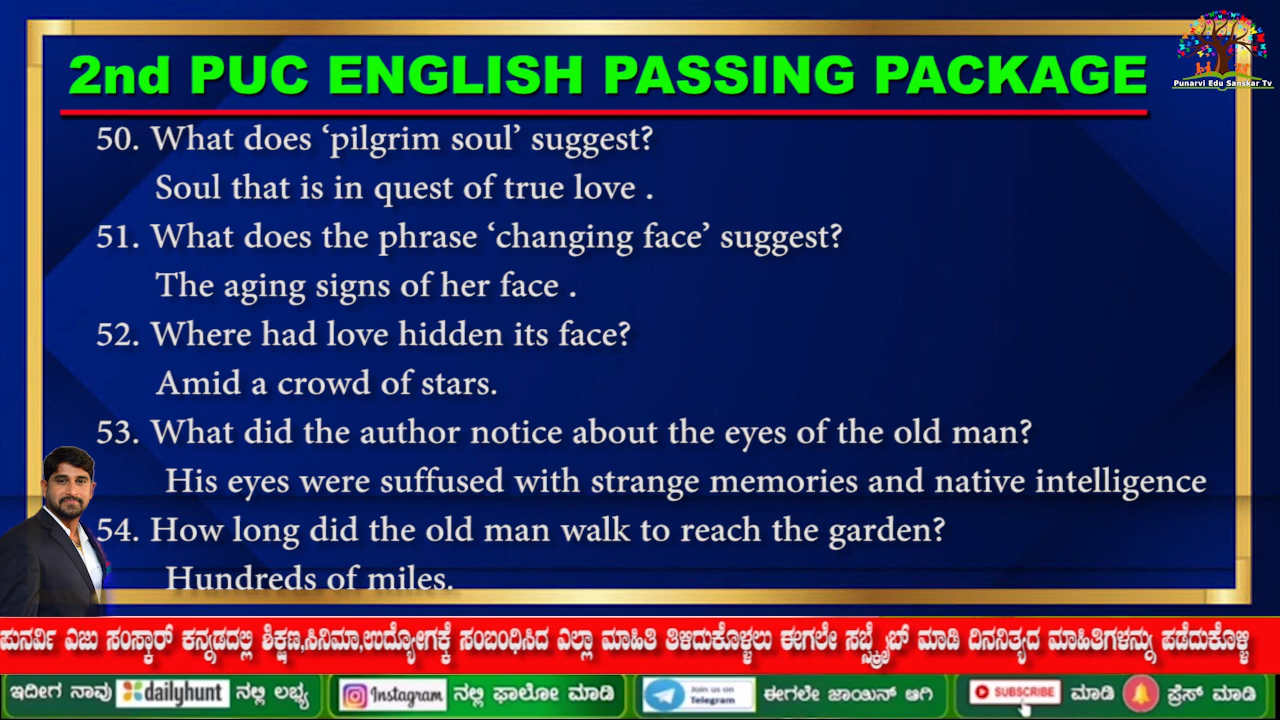 2nd PUC ENGLISH PASSING PACKAGE
Punarvi Edu Sanskar Tv
50. What does ‘pilgrim soul’ suggest?
Soul that is in quest of true love .
51. What does the phrase ‘changing face’ suggest?
The aging signs of her face .
52. Where had love hidden its face?
Amid a crowd of stars.
53. What did the author notice about the eyes of the old man?
His eyes were suffused with strange memories and native intelligence
54. How long did the old man walk to reach the garden?
Hundreds of miles.
ಪುನರ್ವಿ ಎಜು ಸಂಸ್ಕಾರ್ ಕನ್ನಡದಲ್ಲಿ ಶಿಕ್ಷಣ,ಸಿನಿಮಾ,ಉದ್ಯೋಗಕ್ಕೆ ಸಂಬಂಧಿಸಿದ ಎಲ್ಲಾ ಮಾಹಿತಿ ತಿಳಿದುಕೊಳ್ಳಲು ಈಗಲೇ ಸಬ್ಸ್ಕ್ರೈಬ್ ಮಾಡಿ ದಿನನಿತ್ಯದ ಮಾಹಿತಿಗಳನ್ನು ಪಡೆದುಕೊಳ್ಳಿ
ಇದೀಗ ನಾವು dailyhunt ನಲ್ಲಿ ಲಭ್ಯ
Instagram ನಲ್ಲಿ ಫಾಲೋ ಮಾಡಿ
Join us on
Telegram
ಈಗಲೇ ಜಾಯಿನ್ ಆಗಿ
SUBSCRIBE ಮಾಡಿ ಪ್ರೆಸ್ ಮಾಡಿ